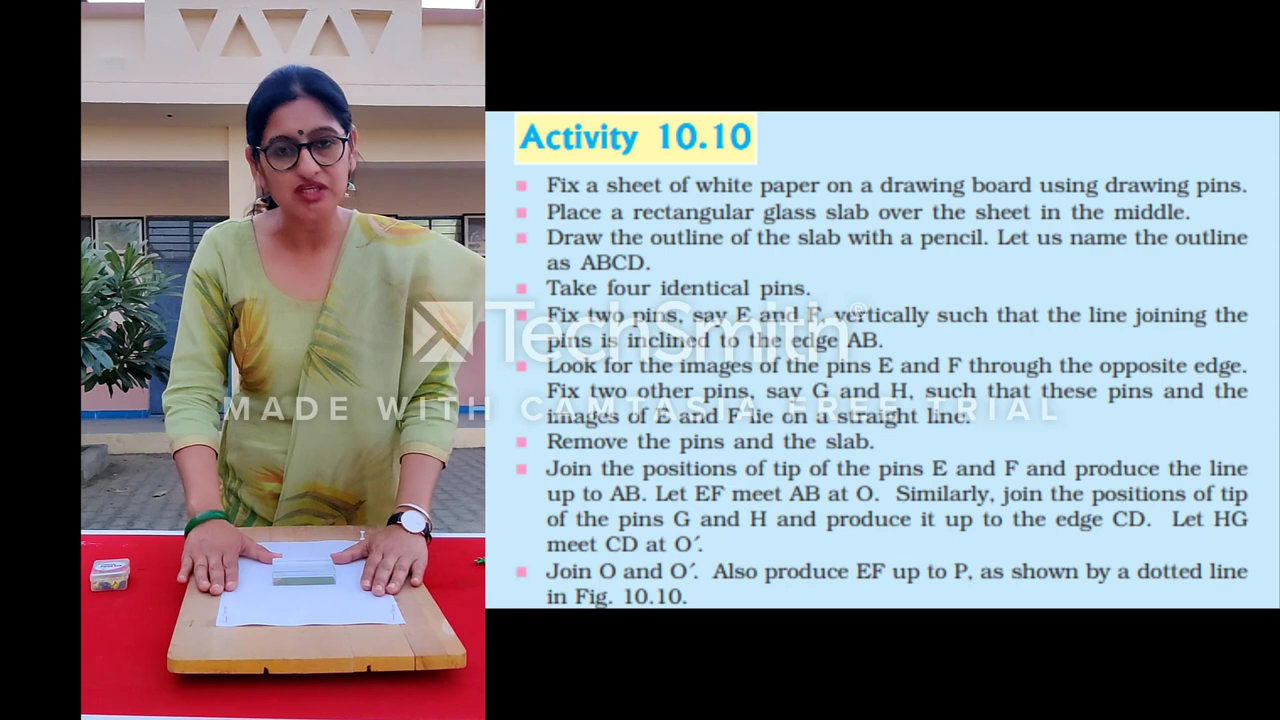 Activity 10.10
Fix a sheet of white paper on a drawing board using drawing pins.
Place a rectangular glass slab over the sheet in the middle.
Draw the outline of the slab with a pencil. Let us name the outline
as ABCD.
Take four identical pins.
Fix two pins, say E and F, vertically such that the line joining the
pins is inclined to the edge AB.
Look for the images of the pins E and F through the opposite edge.
Fix two other pins, say G and H, such that these pins and the
images of E and F lie on a straight line.
Remove the pins and the slab.
Join the positions of tip of the pins E and F and produce the line
up to AB. Let EF meet AB at O. Similarly, join the positions of tip
of the pins G and H and produce it up to the edge CD. Let HG
meet CD at O′.
Join O and O′. Also produce EF up to P, as shown by a dotted line
in Fig. 10.10.
TechSmith®
MADE WITH CAMTASIA FREE TRIAL